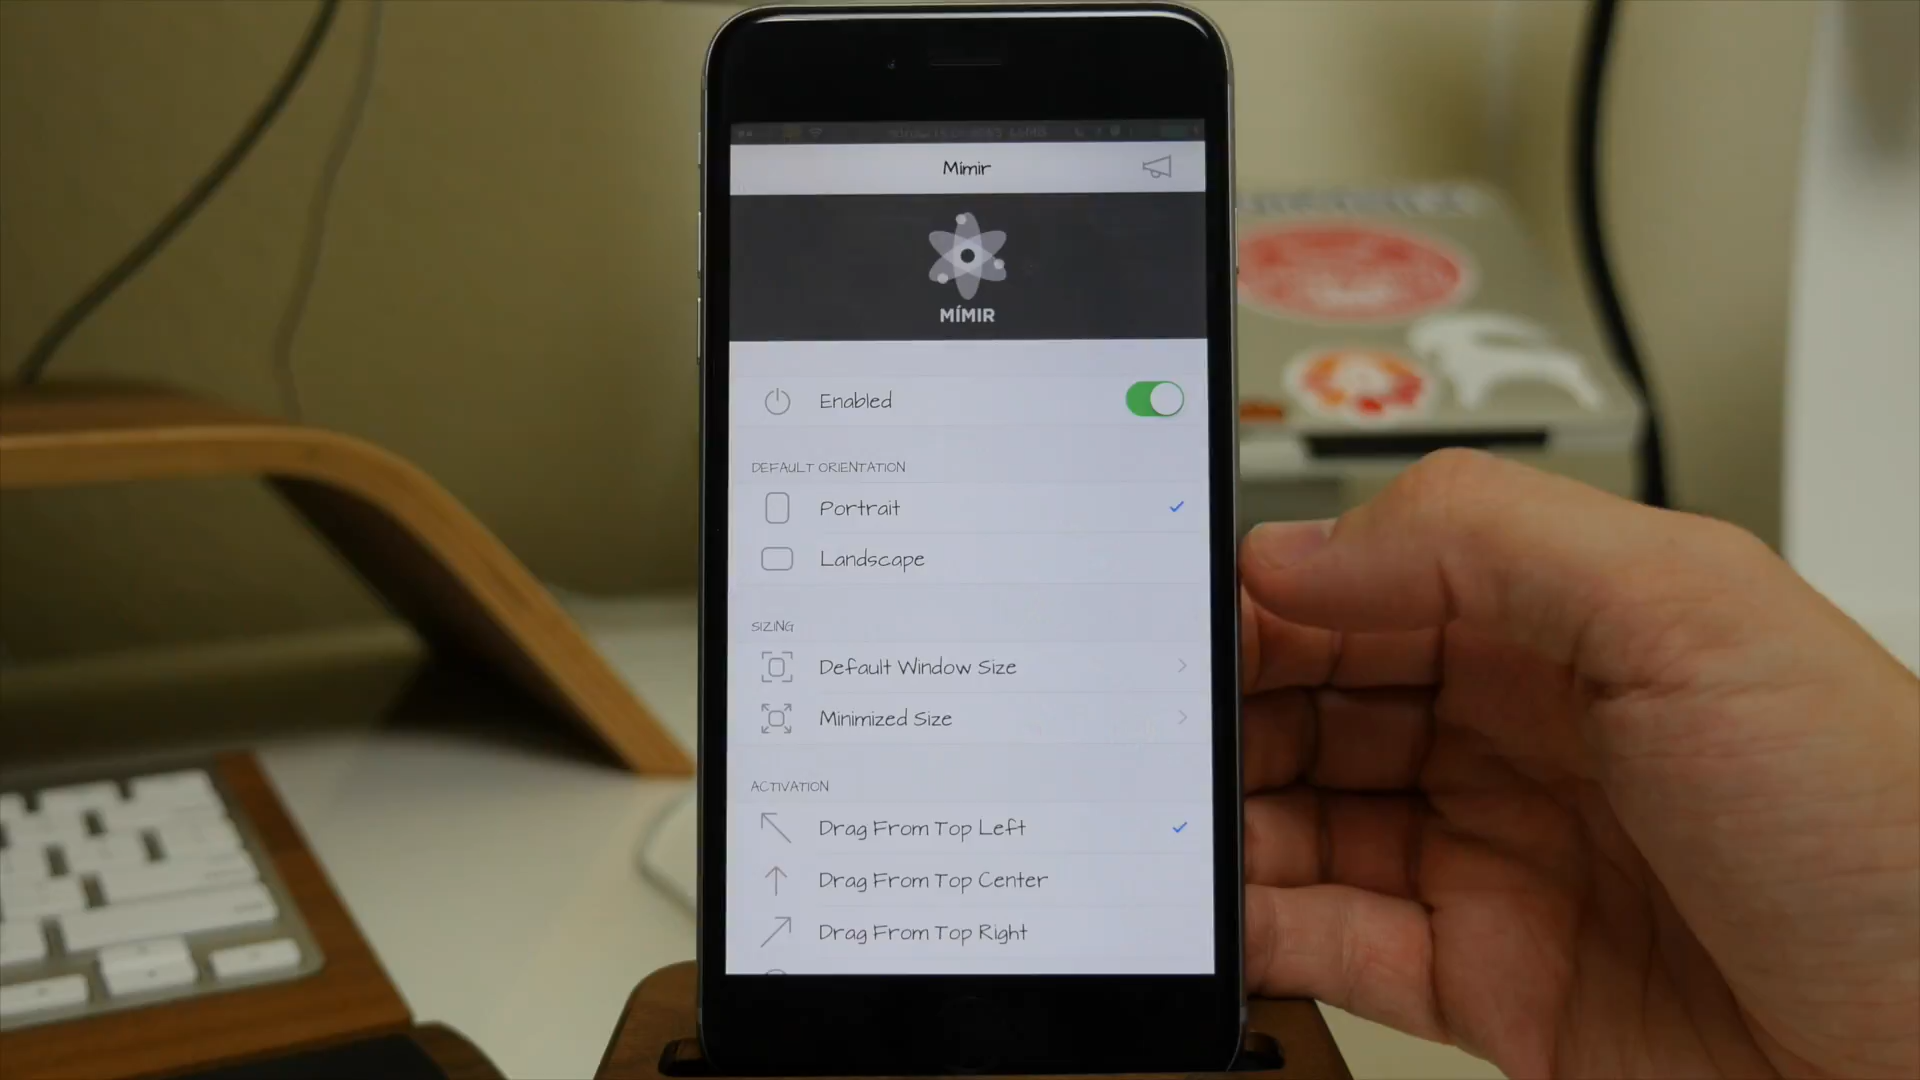 Mímir
MÍMIR
Enabled
DEFAULT ORIENTATION
Portrait
Landscape
SIZING
Default Window Size
Minimized Size
ACTIVATION
Drag From Top Left
Drag From Top Center
Drag From Top Right